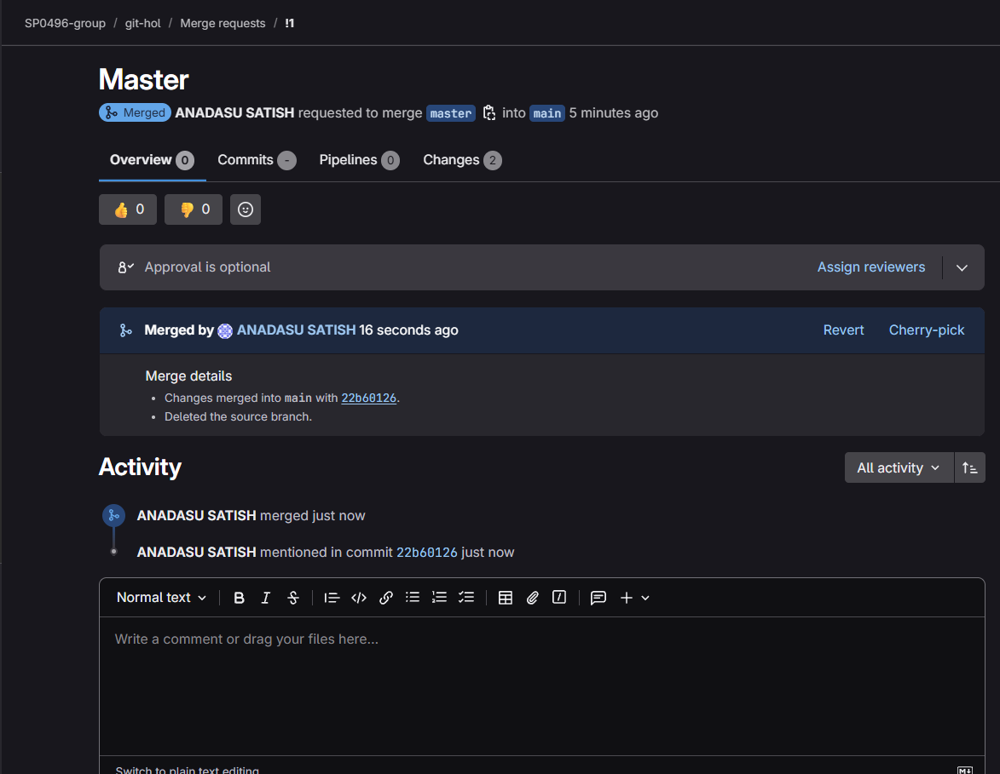 SP0496-group / git-hol / Merge requests / !1
Master
Merged ANADASU SATISH requested to merge master into main 5 minutes ago
Overview 0 Commits - Pipelines 0 Changes 2
0 0
Approval is optional Assign reviewers
Merged by ANADASU SATISH 16 seconds ago Revert Cherry-pick
Merge details
• Changes merged into main with 22b60126.
• Deleted the source branch.
Activity All activity
ANADASU SATISH merged just now
ANADASU SATISH mentioned in commit 22b60126 just now
Normal text B I S
Write a comment or drag your files here...
Switch to plain text editing